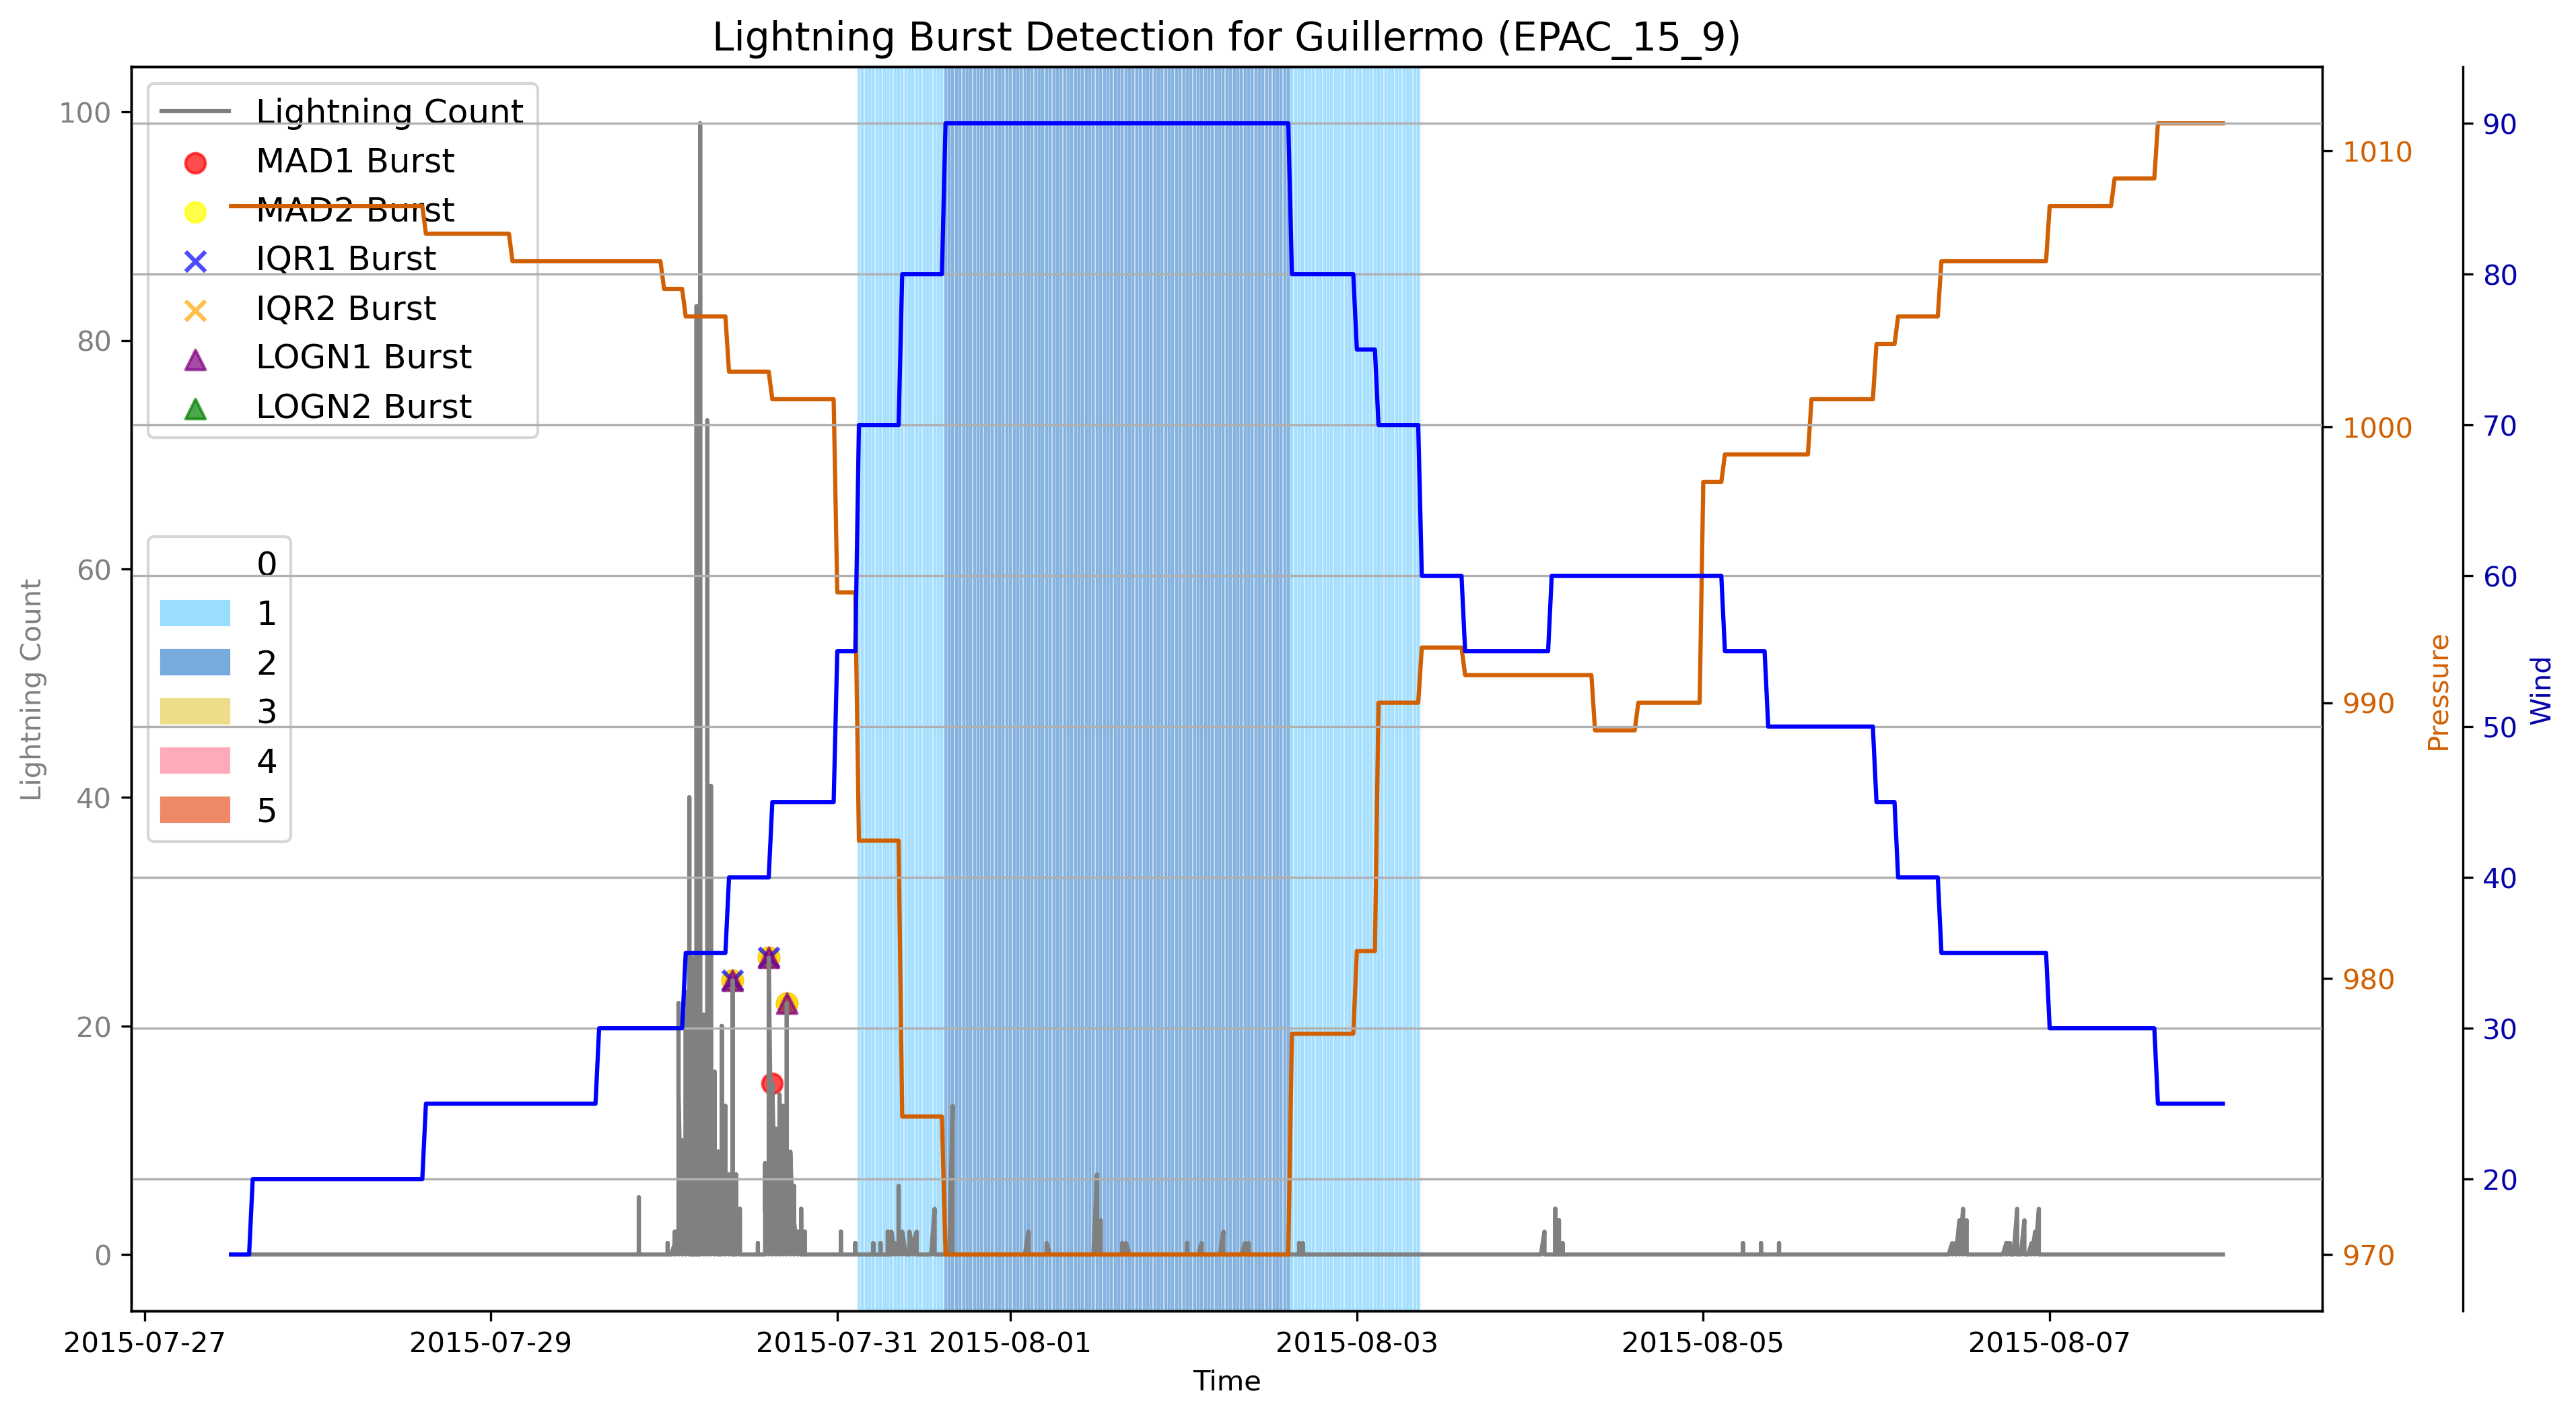 Lightning Burst Detection for Guillermo (EPAC_15_9)
Lightning Count
MAD1 Burst
MAD2 Burst
IQR1 Burst
IQR2 Burst
LOGN1 Burst
LOGN2 Burst
0
1
2
3
4
5
100
80
60
40
20
0
Lightning Count
1010
1000
990
980
970
Pressure
90
80
70
60
50
40
30
20
Wind
2015-07-27
2015-07-29
2015-07-31
2015-08-01
2015-08-03
2015-08-05
2015-08-07
Time